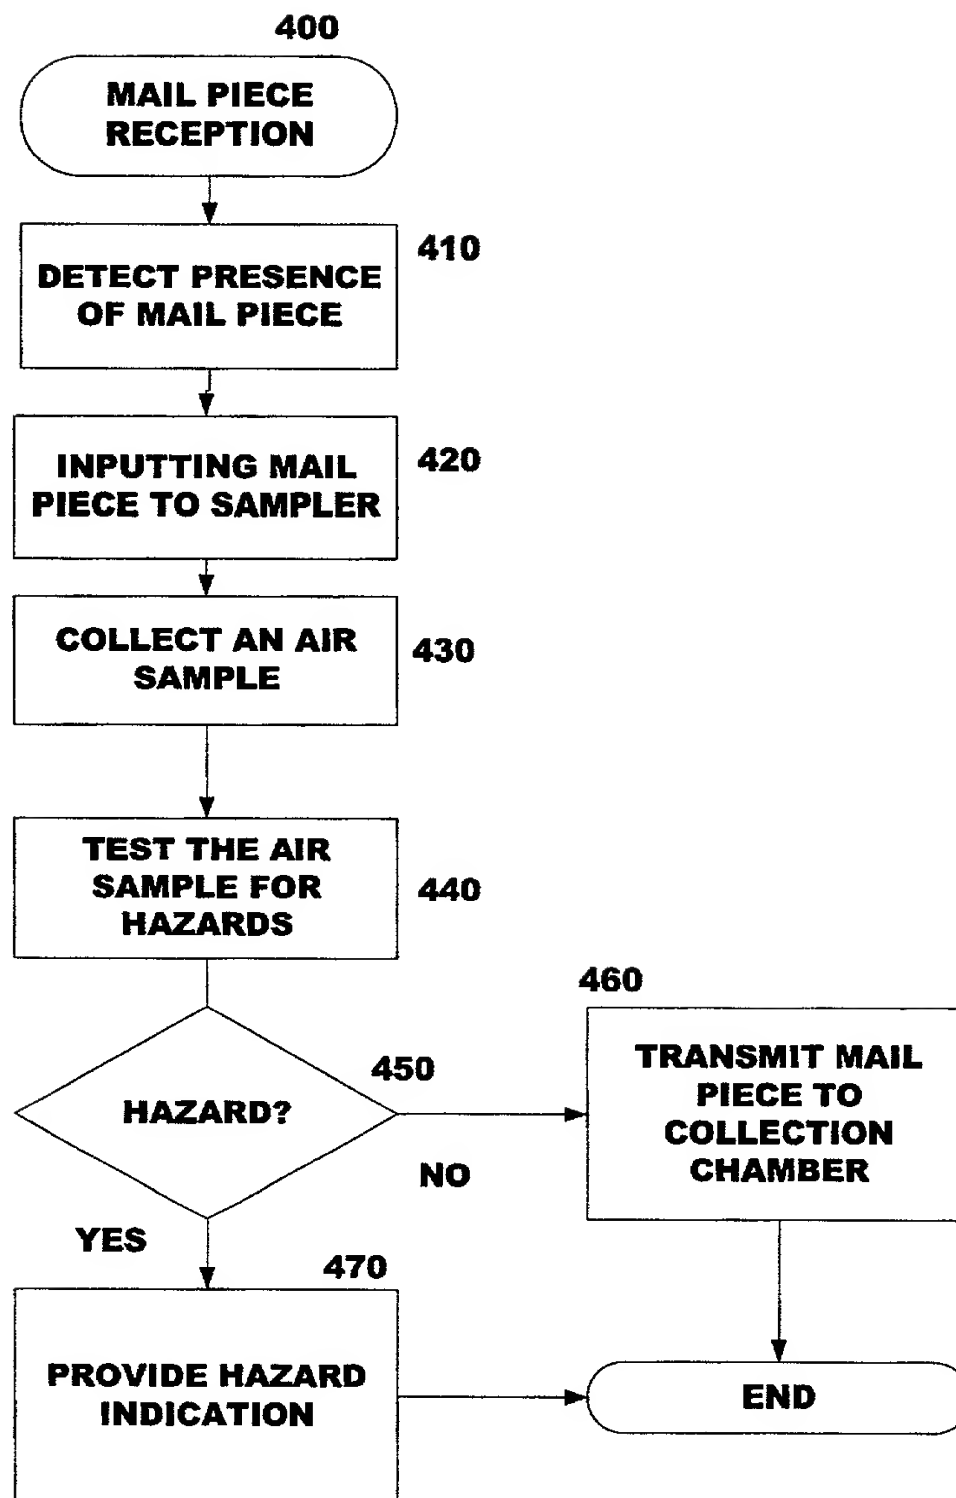 400
MAIL PIECE
RECEPTION
410
DETECT PRESENCE
OF MAIL PIECE
420
INPUTTING MAIL
PIECE TO SAMPLER
COLLECT AN AIR
SAMPLE
430
TEST THE AIR
SAMPLE FOR
HAZARDS
440
450
HAZARD?
NO
YES
460
TRANSMIT MAIL
PIECE TO
COLLECTION
CHAMBER
470
PROVIDE HAZARD
INDICATION
END